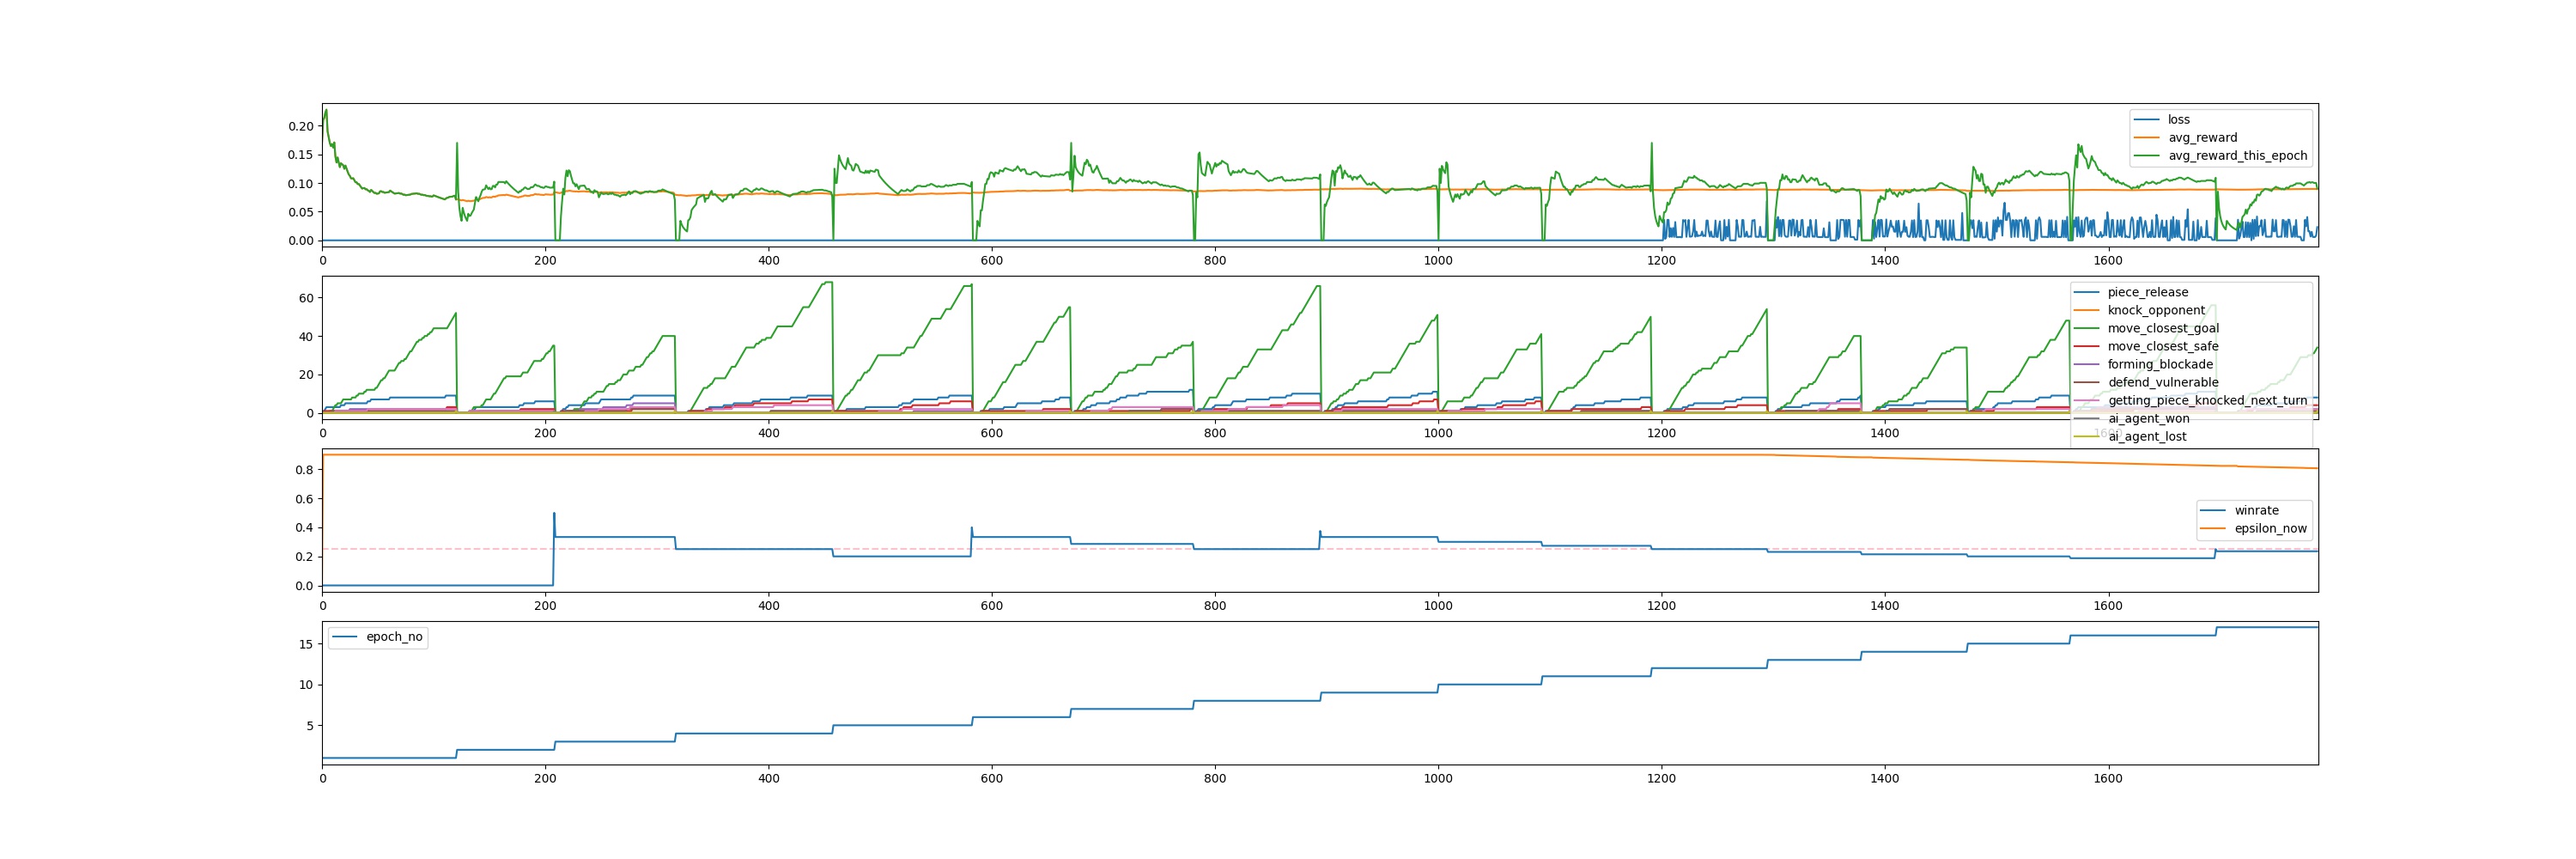 0.20
0.15
0.10
0.05
0.00
loss
avg_reward
avg_reward_this_epoch
0 200 400 600 800 1000 1200 1400 1600
60
40
20
0
piece_release
knock_opponent
move_closest_goal
move_closest_safe
forming_blockade
defend_vulnerable
getting_piece_knocked_next_turn
ai_agent_won
ai_agent_lost
0 200 400 600 800 1000 1200 1400 1600
0.8
0.6
0.4
0.2
0.0
winrate
epsilon_now
0 200 400 600 800 1000 1200 1400 1600
epoch_no
15
10
5
0 200 400 600 800 1000 1200 1400 1600